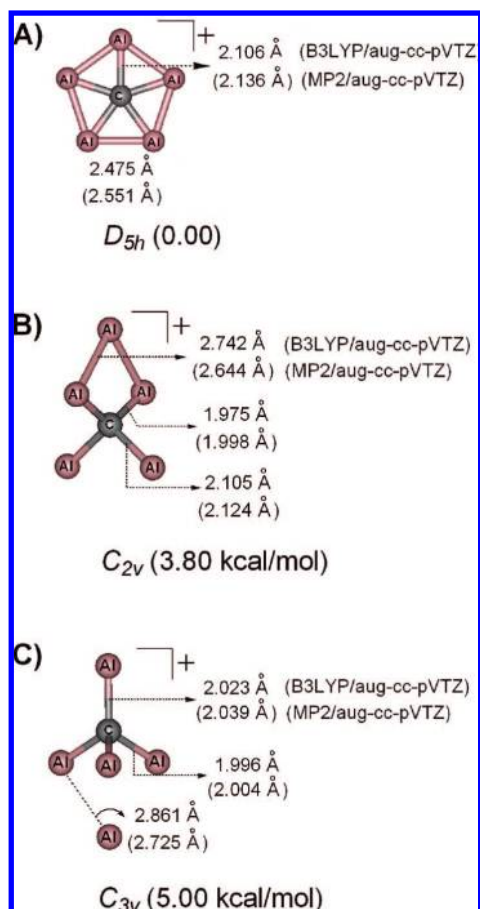 A)
Al
+
2.106 Å (B3LYP/aug-cc-pVTZ)
Al Al
(2.136 Å) (MP2/aug-cc-pVTZ)
C
Al Al
2.475 Å
(2.551 Å)
D5h (0.00)
B)
Al
+
2.742 Å (B3LYP/aug-cc-pVTZ)
(2.644 Å) (MP2/aug-cc-pVTZ)
Al Al
1.975 Å
C
(1.998 Å)
Al Al
2.105 Å
(2.124 Å)
C2v (3.80 kcal/mol)
C)
Al
+
2.023 Å (B3LYP/aug-cc-pVTZ)
(2.039 Å) (MP2/aug-cc-pVTZ)
C
Al Al Al
1.996 Å
(2.004 Å)
2.861 Å
Al
(2.725 Å)
C3v (5.00 kcal/mol)